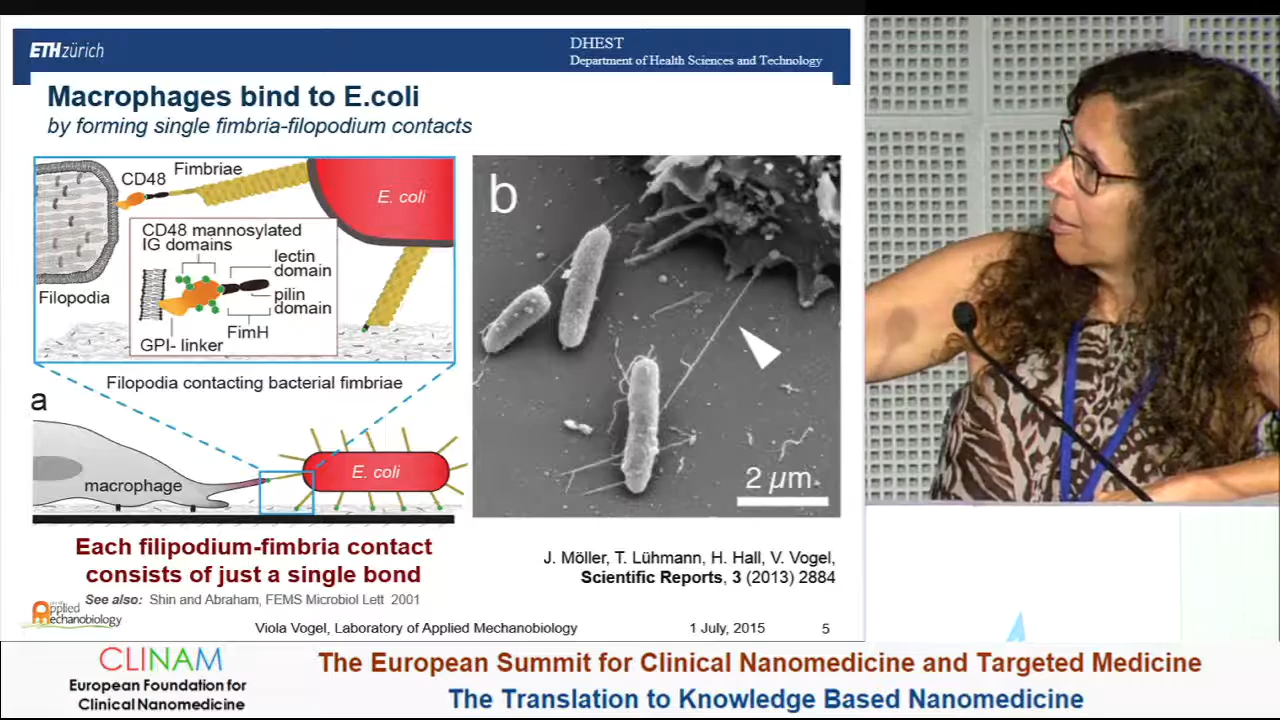 ETH zürich
DHEST
Department of Health Sciences and Technology
Macrophages bind to E.coli
by forming single fimbria-filopodium contacts
CD48
Fimbriae
E. coli
CD48 mannosylated
IG domains
lectin
domain
pilin
domain
FimH
GPI- linker
Filopodia
Filopodia contacting bacterial fimbriae
a
macrophage
E. coli
b
2 µm
Each filipodium-fimbria contact
consists of just a single bond
See also: Shin and Abraham, FEMS Microbiol Lett 2001
J. Möller, T. Lühmann, H. Hall, V. Vogel,
Scientific Reports, 3 (2013) 2884
Applied
Mechanobiology
Viola Vogel, Laboratory of Applied Mechanobiology
1 July, 2015
5
CLINAM
European Foundation for
Clinical Nanomedicine
The European Summit for Clinical Nanomedicine and Targeted Medicine
The Translation to Knowledge Based Nanomedicine